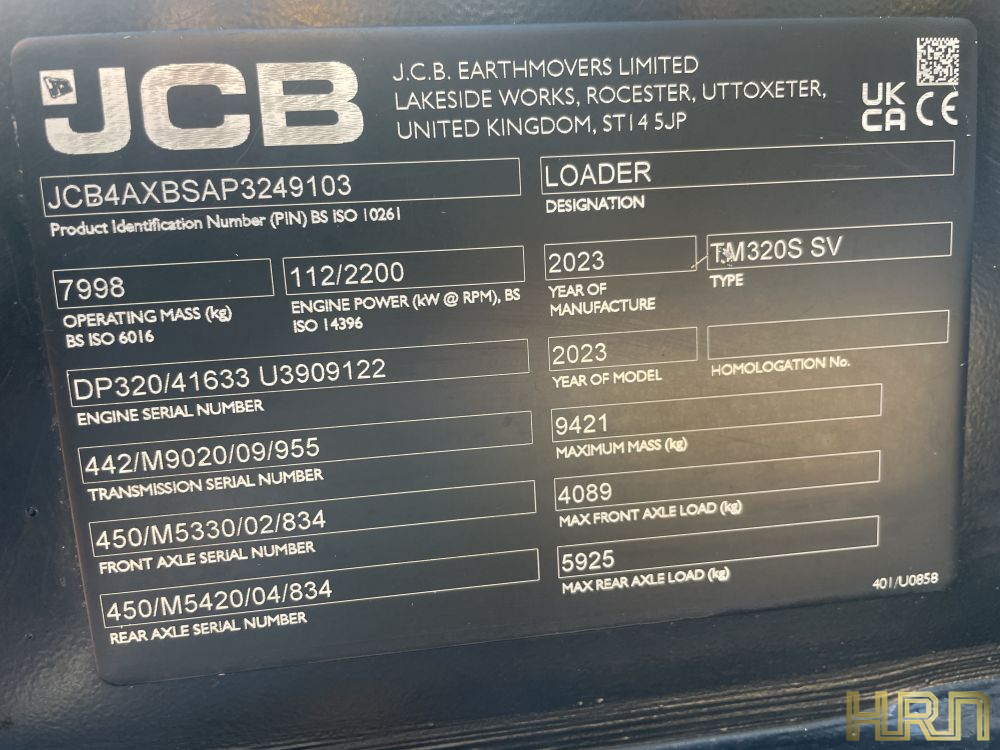 JCB
J.C.B. EARTHMOVERS LIMITED
LAKESIDE WORKS, ROCESTER, UTTOXETER,
UNITED KINGDOM, ST14 5JP
UK
CA CE
JCB4AXBSAP3249103
Product Identification Number (PIN) BS ISO 10261
LOADER
DESIGNATION
7998
OPERATING MASS (kg)
BS ISO 6016
112/2200
ENGINE POWER (kW @ RPM), BS
ISO 14396
2023
YEAR OF
MANUFACTURE
TM320S SV
TYPE
DP320/41633 U3909122
ENGINE SERIAL NUMBER
2023
YEAR OF MODEL
HOMOLOGATION No.
442/M9020/09/955
TRANSMISSION SERIAL NUMBER
9421
MAXIMUM MASS (kg)
450/M5330/02/834
FRONT AXLE SERIAL NUMBER
4089
MAX FRONT AXLE LOAD (kg)
450/M5420/04/834
REAR AXLE SERIAL NUMBER
5925
MAX REAR AXLE LOAD (kg)
401/U0858
HRN